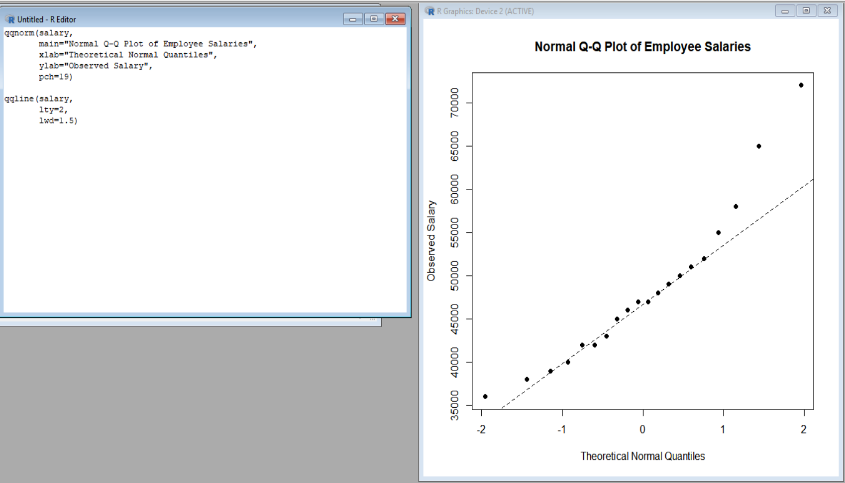 Untitled - R Editor
qqnorm(salary,
main="Normal Q-Q Plot of Employee Salaries",
xlab="Theoretical Normal Quantiles",
ylab="Observed Salary",
pch=19)
qqline(salary,
lty=2,
lwd=1.5)
R Graphics: Device 2 (ACTIVE)
Normal Q-Q Plot of Employee Salaries
Observed Salary
70000
65000
60000
55000
50000
45000
40000
35000
-2 -1 0 1 2
Theoretical Normal Quantiles